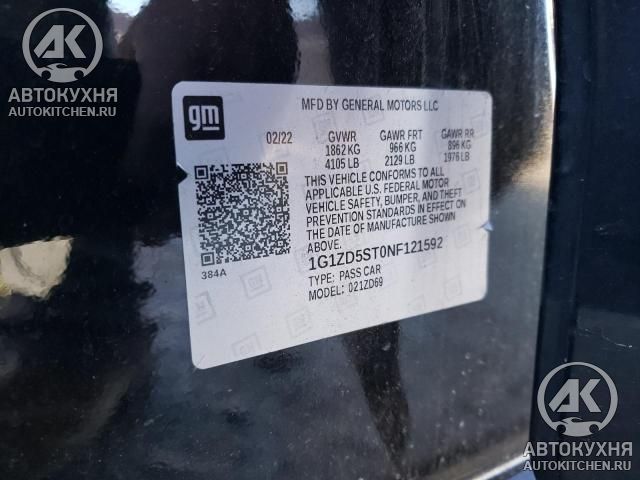 AK
АВТОКУХНЯ
AUTOKITCHEN.RU
gm
MFD BY GENERAL MOTORS LLC
02/22 GVWR GAWR FRT GAWR RR
1862 KG 966 KG 896 KG
4105 LB 2129 LB 1976 LB
THIS VEHICLE CONFORMS TO ALL
APPLICABLE U.S. FEDERAL MOTOR
VEHICLE SAFETY, BUMPER, AND THEFT
PREVENTION STANDARDS IN EFFECT ON
THE DATE OF MANUFACTURE SHOWN
ABOVE.
384A
1G1ZD5ST0NF121592
TYPE: PASS CAR
MODEL: 021ZD69
AK
АВТОКУХНЯ
AUTOKITCHEN.RU